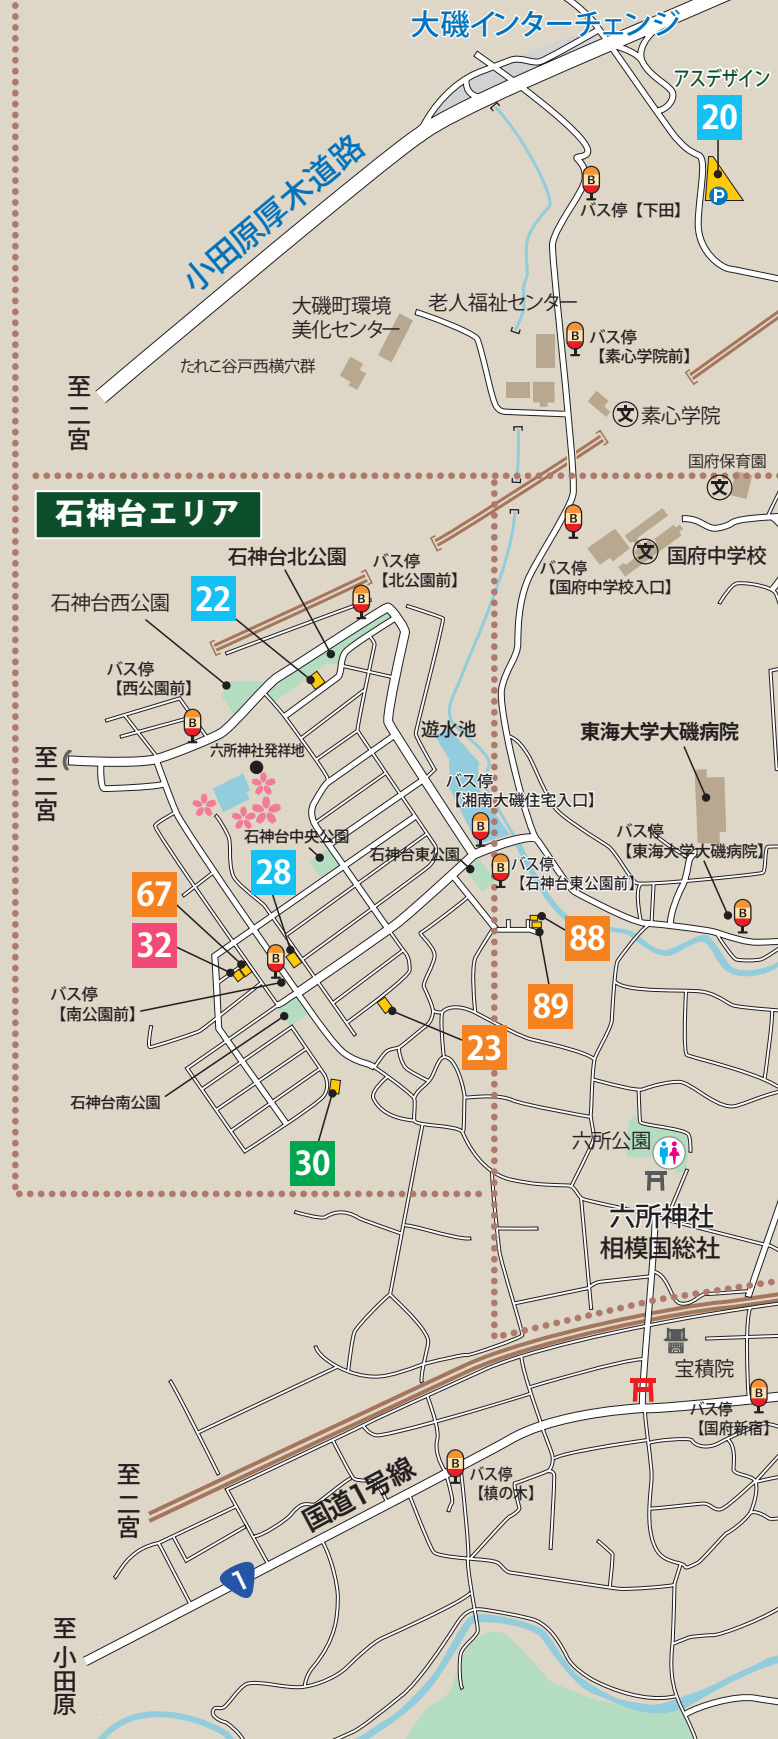 大磯インターチェンジ
アスデザイン
20
P
小田原厚木道路
B
バス停【下田】
大磯町環境
美化センター
老人福祉センター
B
バス停
【素心学院前】
たれこ谷戸西横穴群
至二宮
文 素心学院
国府保育園
文
石神台エリア
B
バス停
【国府中学校入口】
文 国府中学校
石神台北公園
バス停
【北公園前】
B
22
石神台西公園
バス停
【西公園前】
B
遊水池
東海大学大磯病院
至二宮
六所神社発祥地
バス停
【湘南大磯住宅入口】
B
石神台中央公園
石神台東公園
バス停
【東海大学大磯病院】
B
B
バス停
【石神台東公園前】
28
67
32
88
B
バス停
【南公園前】
89
23
石神台南公園
30
六所公園
六所神社
相模国総社
宝積院
B
バス停
【国府新宿】
至二宮
B
バス停
【槙の木】
国道1号線
1
至小田原